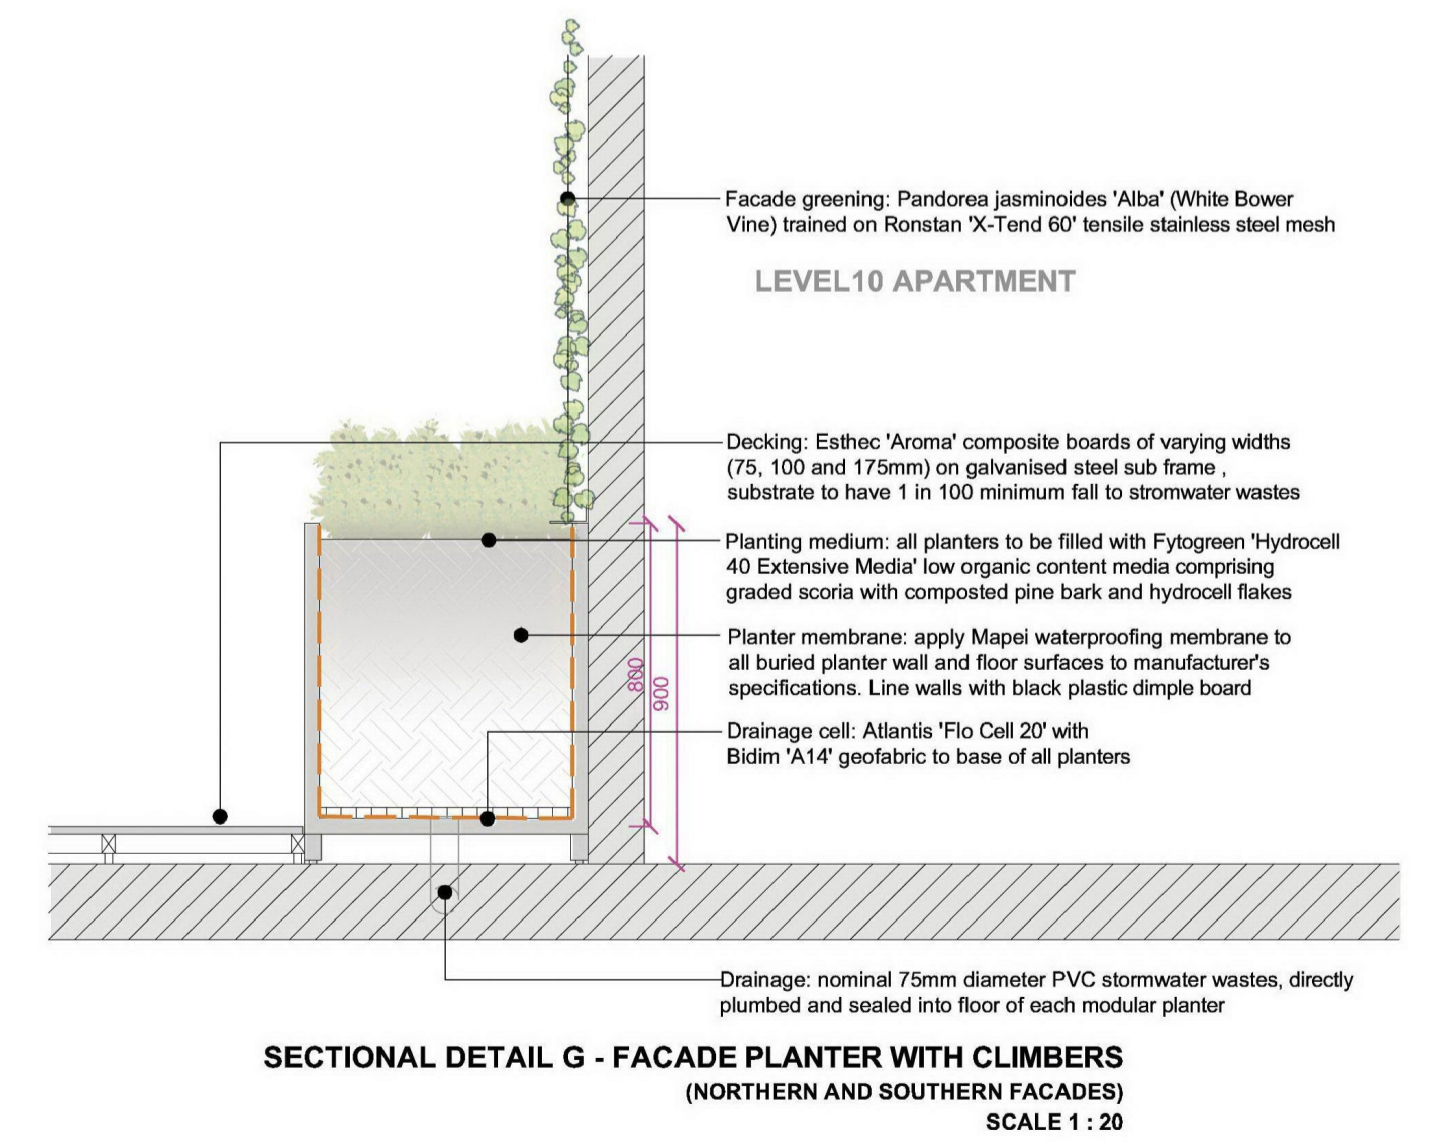 Facade greening: Pandorea jasminoides 'Alba' (White Bower
Vine) trained on Ronstan 'X-Tend 60' tensile stainless steel mesh
LEVEL10 APARTMENT
Decking: Esthec 'Aroma' composite boards of varying widths
(75, 100 and 175mm) on galvanised steel sub frame ,
substrate to have 1 in 100 minimum fall to stromwater wastes
Planting medium: all planters to be filled with Fytogreen 'Hydrocell
40 Extensive Media' low organic content media comprising
graded scoria with composted pine bark and hydrocell flakes
Planter membrane: apply Mapei waterproofing membrane to
all buried planter wall and floor surfaces to manufacturer's
specifications. Line walls with black plastic dimple board
800
900
Drainage cell: Atlantis 'Flo Cell 20' with
Bidim 'A14' geofabric to base of all planters
Drainage: nominal 75mm diameter PVC stormwater wastes, directly
plumbed and sealed into floor of each modular planter
SECTIONAL DETAIL G - FACADE PLANTER WITH CLIMBERS
(NORTHERN AND SOUTHERN FACADES)
SCALE 1 : 20